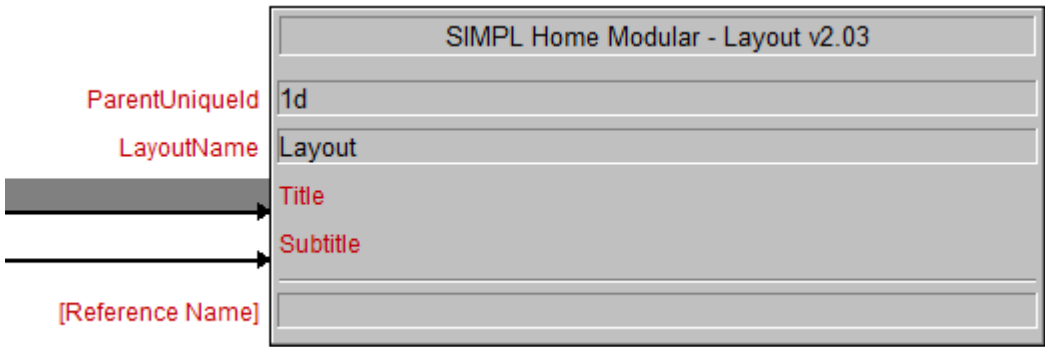 SIMPL Home Modular - Layout v2.03
ParentUniqueId 1d
LayoutName Layout
Title
Subtitle
[Reference Name]